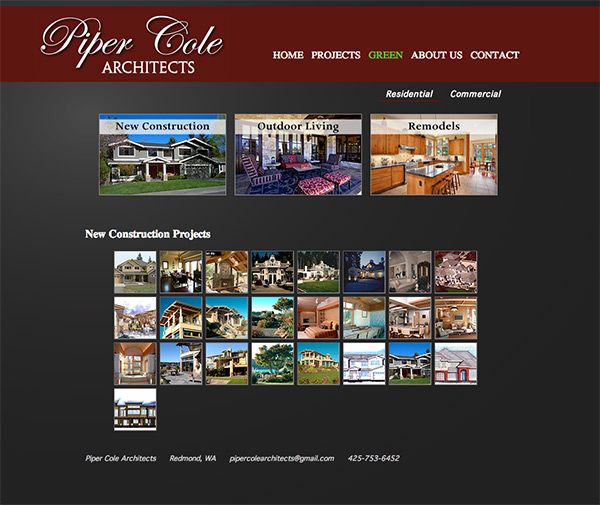 Piper Cole
ARCHITECTS
HOME PROJECTS GREEN ABOUT US CONTACT
Residential Commercial
New Construction Outdoor Living Remodels
New Construction Projects
Piper Cole Architects Redmond, WA pipercolearchitects@gmail.com 425-753-6452